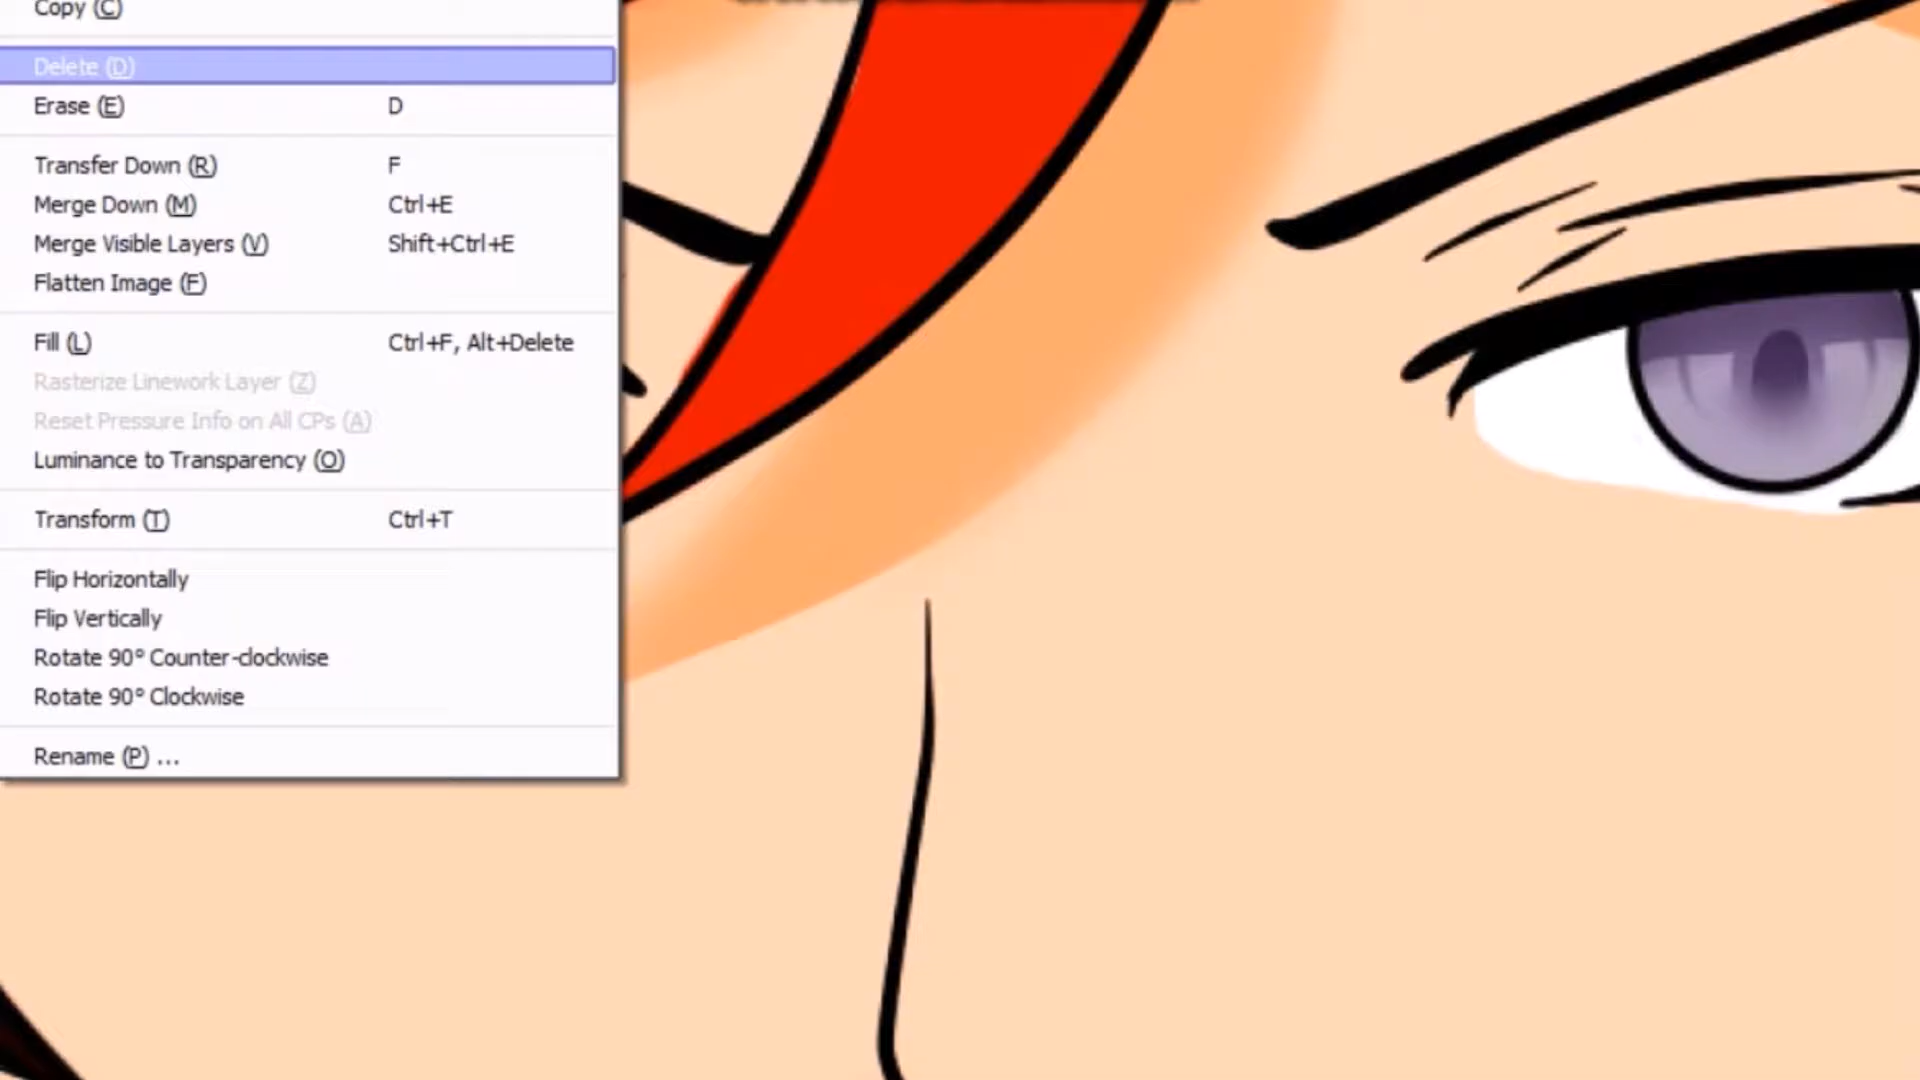 Copy (C)
Delete (D)
Erase (E) D
Transfer Down (R) F
Merge Down (M) Ctrl+E
Merge Visible Layers (V) Shift+Ctrl+E
Flatten Image (F)
Fill (L) Ctrl+F, Alt+Delete
Rasterize Linework Layer (Z)
Reset Pressure Info on All CPs (A)
Luminance to Transparency (O)
Transform (T) Ctrl+T
Flip Horizontally
Flip Vertically
Rotate 90° Counter-clockwise
Rotate 90° Clockwise
Rename (P) ...